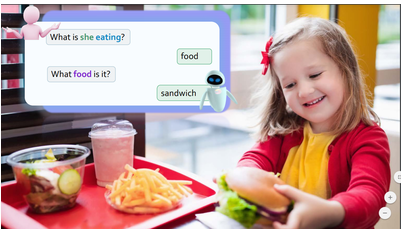 What is she eating?
food
What food is it?
sandwich